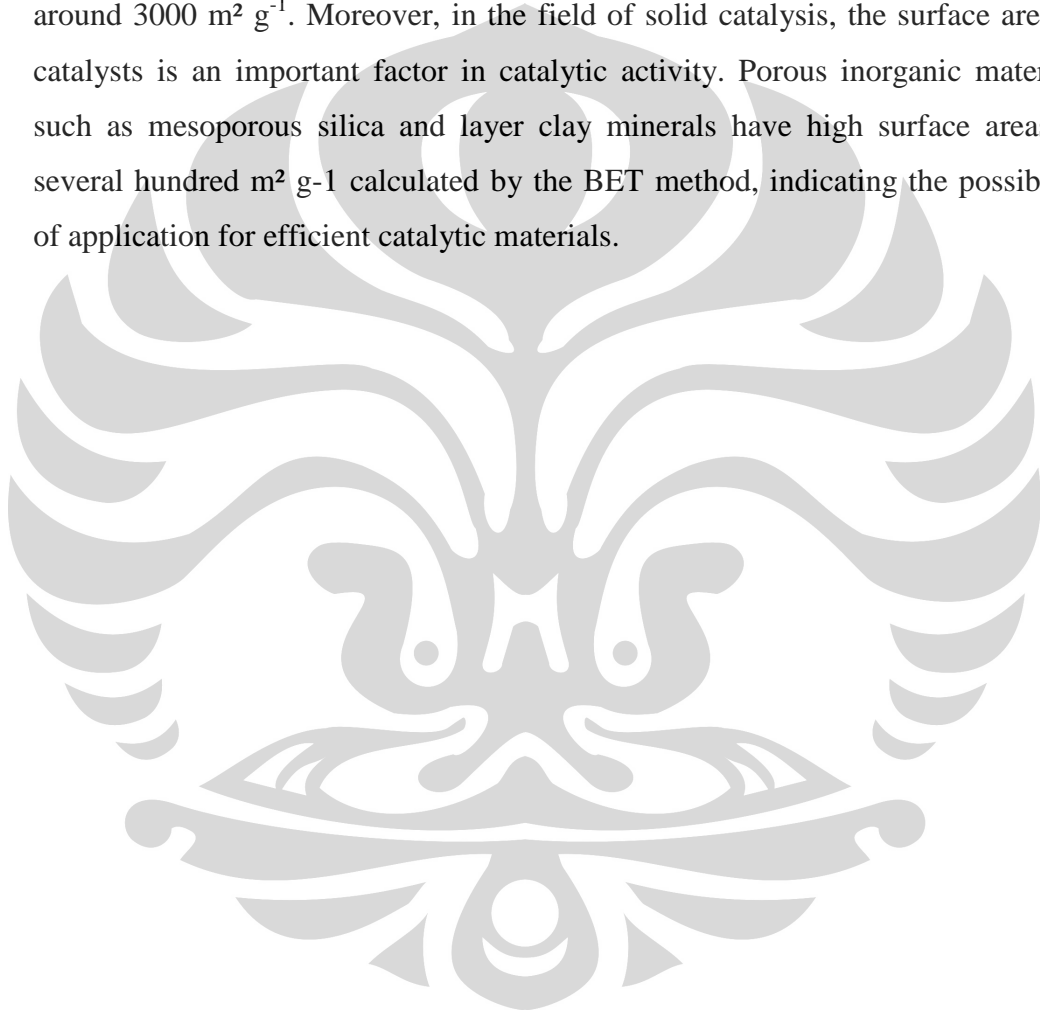 around 3000 m² g-1. Moreover, in the field of solid catalysis, the surface are
catalysts is an important factor in catalytic activity. Porous inorganic mater
such as mesoporous silica and layer clay minerals have high surface areas
several hundred m² g-1 calculated by the BET method, indicating the possib
of application for efficient catalytic materials.